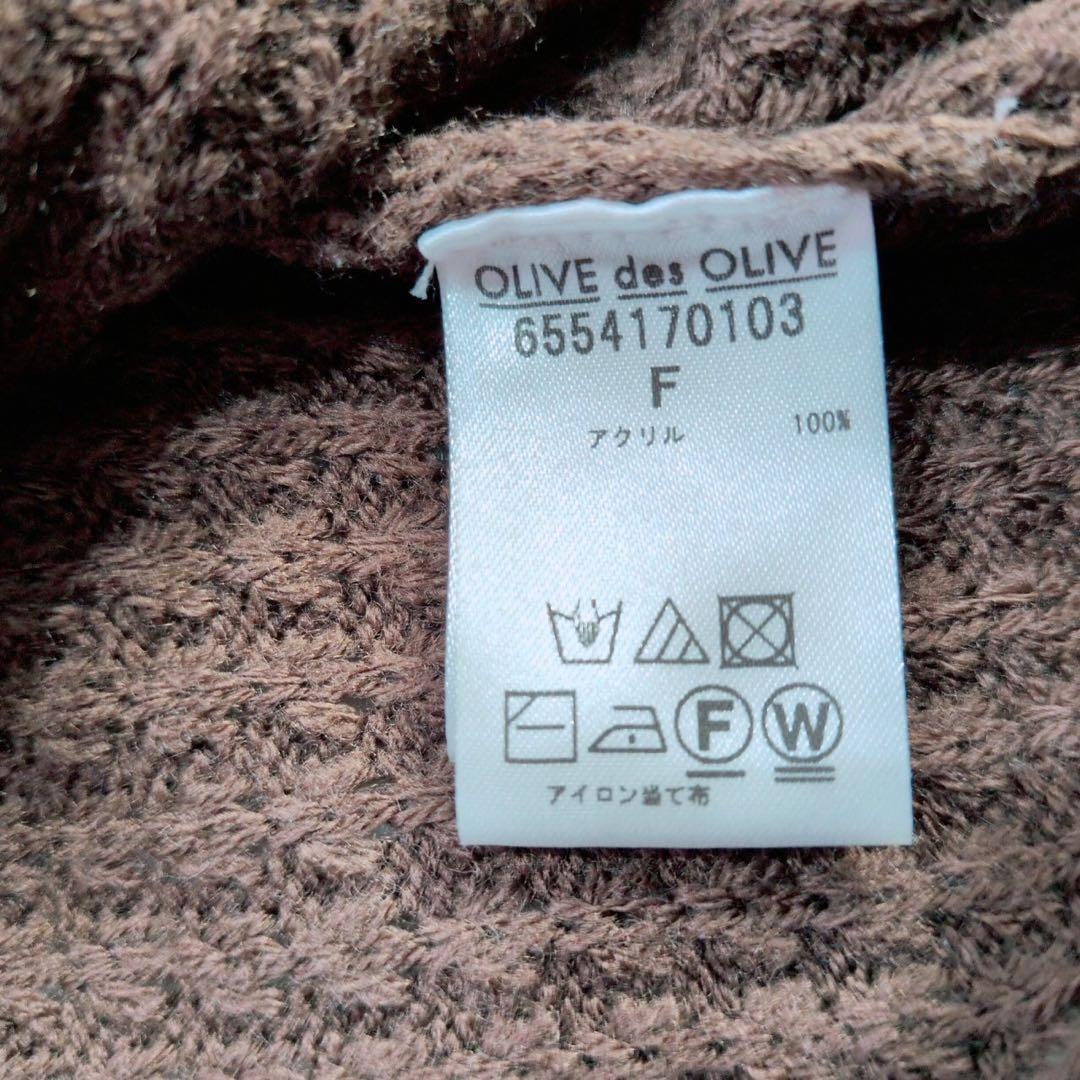 OLIVE des OLIVE
6554170103
F
アクリル 100%
F W
アイロン当て布